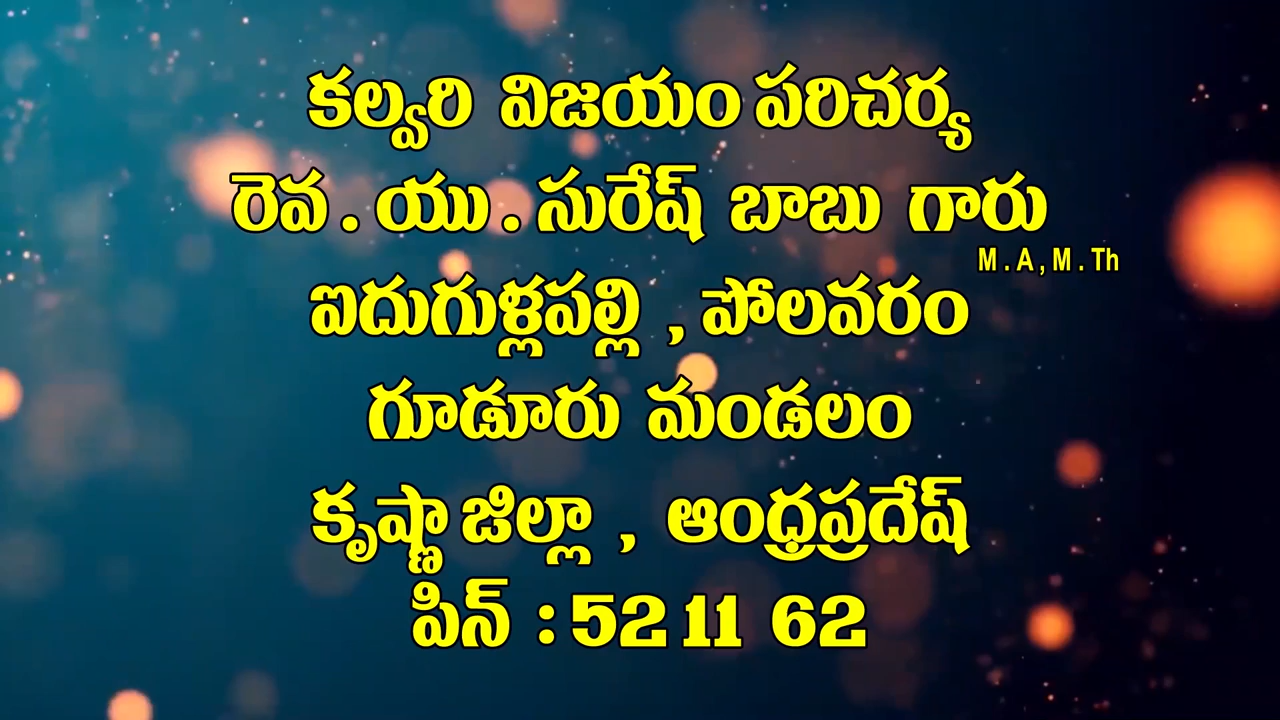 కల్వరి విజయం పరిచర్య
రెవ . యు . సురేష్ బాబు గారు
M . A , M . Th
ఐదుగుళ్లపల్లి , పోలవరం
గూడూరు మండలం
కృష్ణా జిల్లా , ఆంధ్రప్రదేష్
పిన్ : 52 11 62